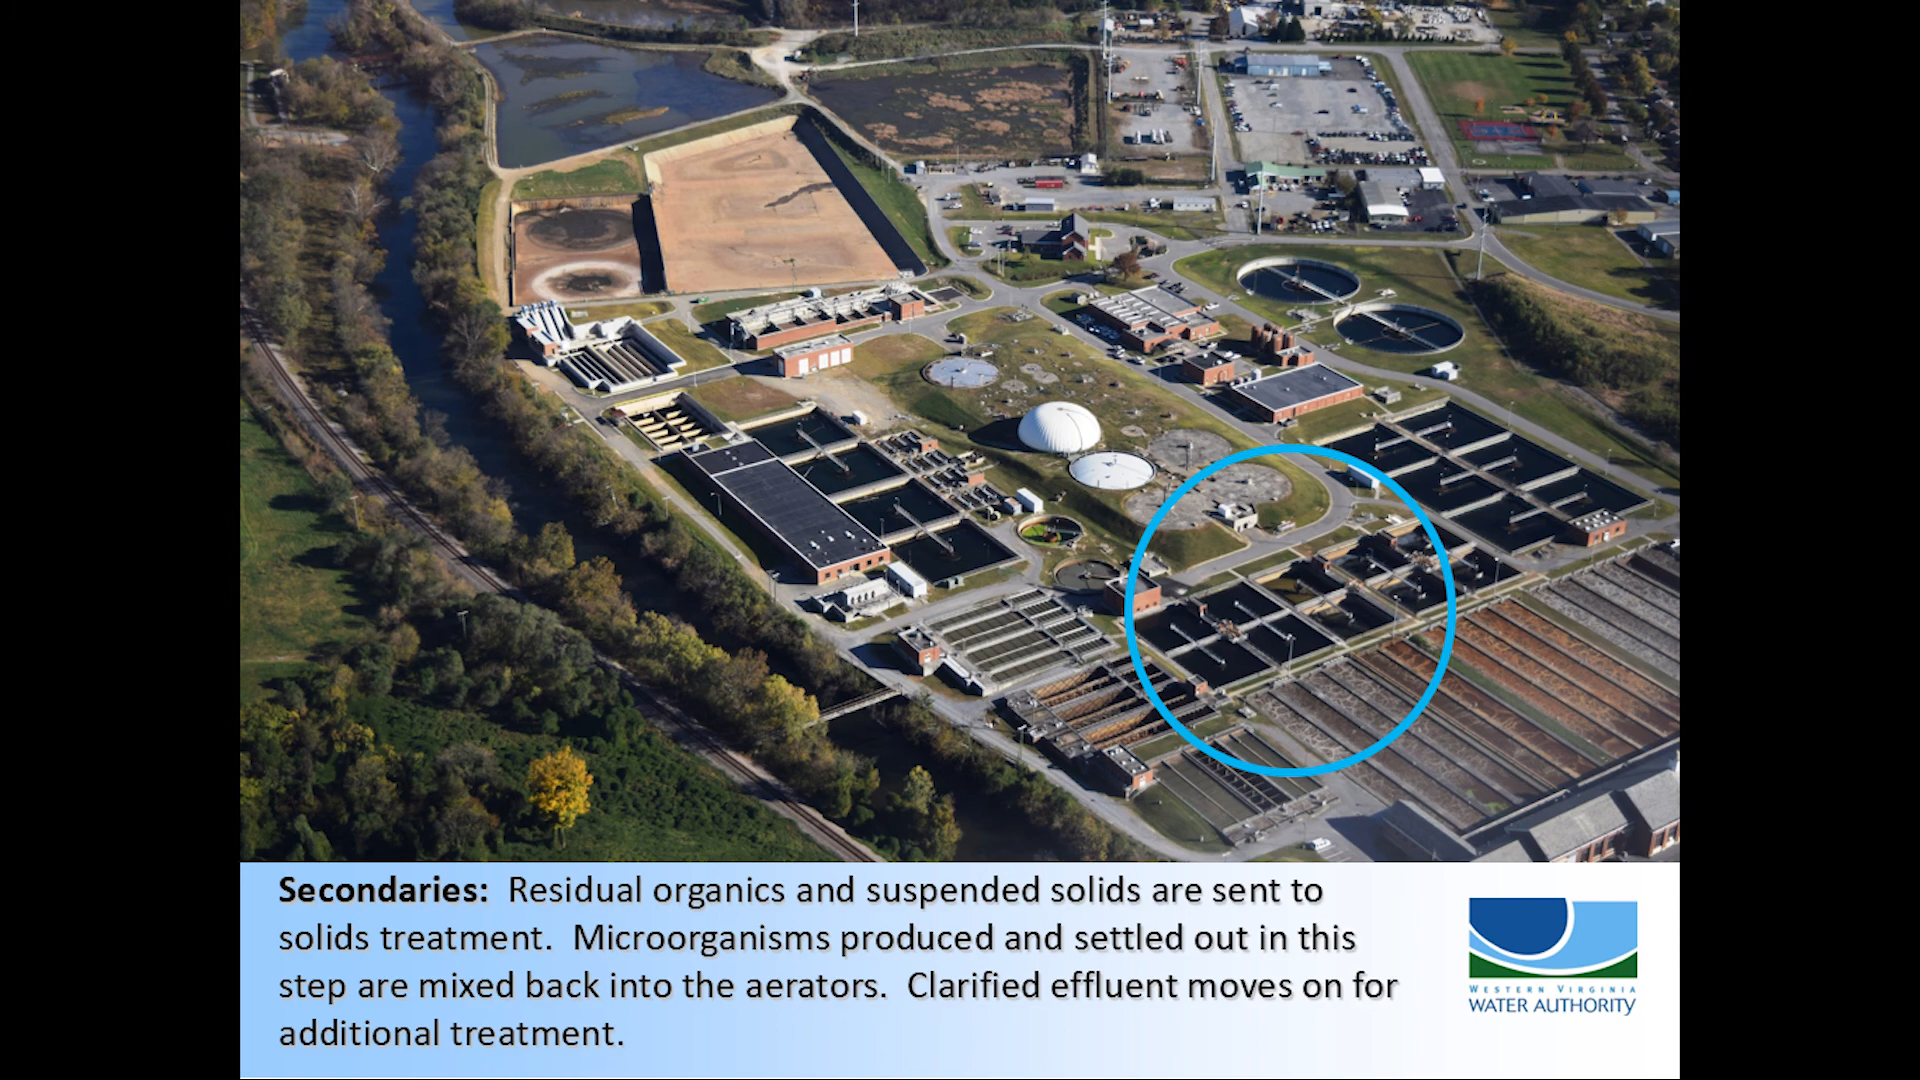 Secondaries: Residual organics and suspended solids are sent to
solids treatment. Microorganisms produced and settled out in this
step are mixed back into the aerators. Clarified effluent moves on for
additional treatment.
WESTERN VIRGINIA
WATER AUTHORITY